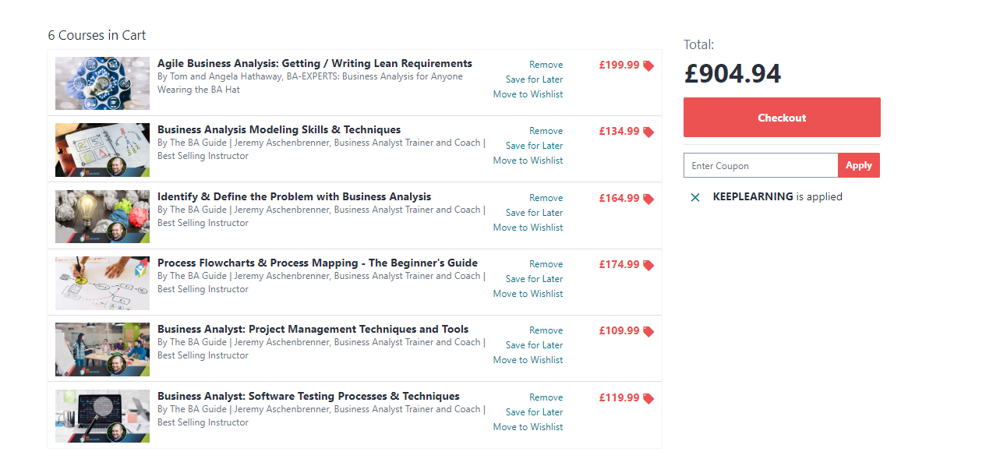 6 Courses in Cart
Agile Business Analysis: Getting / Writing Lean Requirements
By Tom and Angela Hathaway, BA-EXPERTS: Business Analysis for Anyone
Wearing the BA Hat
Remove
Save for Later
Move to Wishlist
£199.99
Business Analysis Modeling Skills & Techniques
By The BA Guide | Jeremy Aschenbrenner, Business Analyst Trainer and Coach |
Best Selling Instructor
Remove
Save for Later
Move to Wishlist
£134.99
Identify & Define the Problem with Business Analysis
By The BA Guide | Jeremy Aschenbrenner, Business Analyst Trainer and Coach |
Best Selling Instructor
Remove
Save for Later
Move to Wishlist
£164.99
Process Flowcharts & Process Mapping - The Beginner's Guide
By The BA Guide | Jeremy Aschenbrenner, Business Analyst Trainer and Coach |
Best Selling Instructor
Remove
Save for Later
Move to Wishlist
£174.99
Business Analyst: Project Management Techniques and Tools
By The BA Guide | Jeremy Aschenbrenner, Business Analyst Trainer and Coach |
Best Selling Instructor
Remove
Save for Later
Move to Wishlist
£109.99
Business Analyst: Software Testing Processes & Techniques
By The BA Guide | Jeremy Aschenbrenner, Business Analyst Trainer and Coach |
Best Selling Instructor
Remove
Save for Later
Move to Wishlist
£119.99
Total:
£904.94
Checkout
Enter Coupon
Apply
KEEPLEARNING is applied